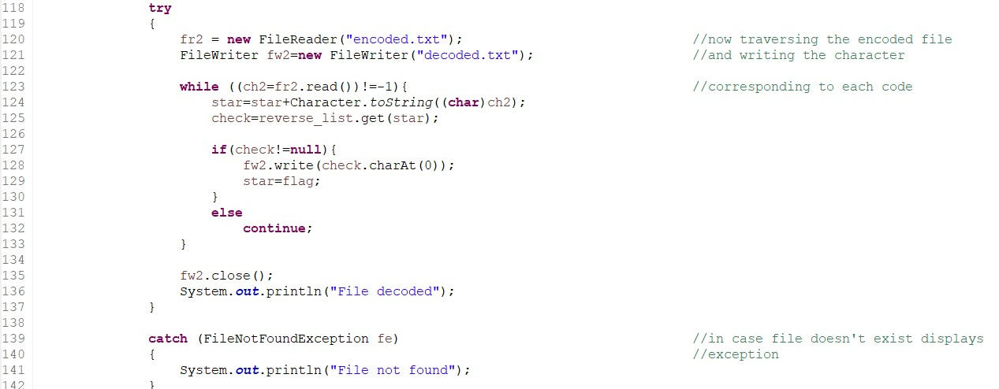 118 try
119 {
120 fr2 = new FileReader("encoded.txt"); //now traversing the encoded file
121 FileWriter fw2=new FileWriter("decoded.txt"); //and writing the character
122
123 while ((ch2=fr2.read())!=-1){ //corresponding to each code
124 star=star+Character.toString((char)ch2);
125 check=reverse_list.get(star);
126
127 if(check!=null){
128 fw2.write(check.charAt(0));
129 star=flag;
130 }
131 else
132 continue;
133 }
134
135 fw2.close();
136 System.out.println("File decoded");
137 }
138
139 catch (FileNotFoundException fe) //in case file doesn't exist displays
140 { //exception
141 System.out.println("File not found");
142 }